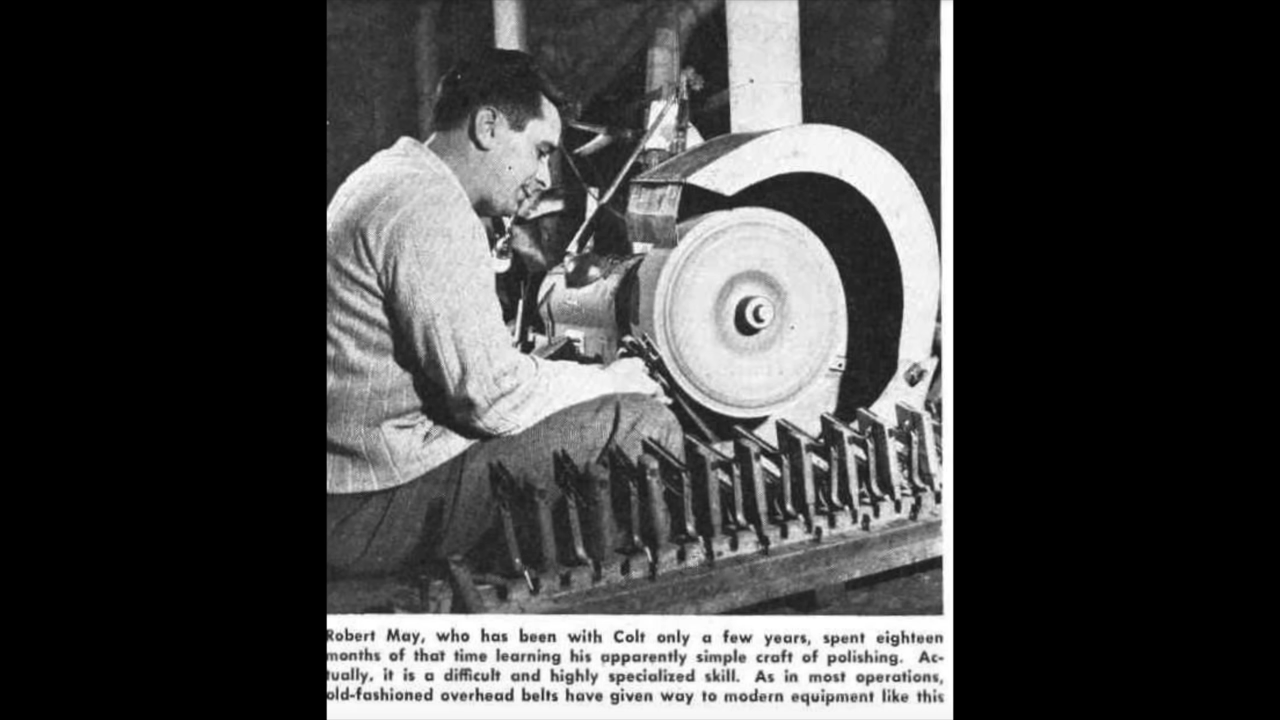 Robert May, who has been with Colt only a few years, spent eighteen
months of that time learning his apparently simple craft of polishing. Ac-
tually, it is a difficult and highly specialized skill. As in most operations,
old-fashioned overhead belts have given way to modern equipment like this